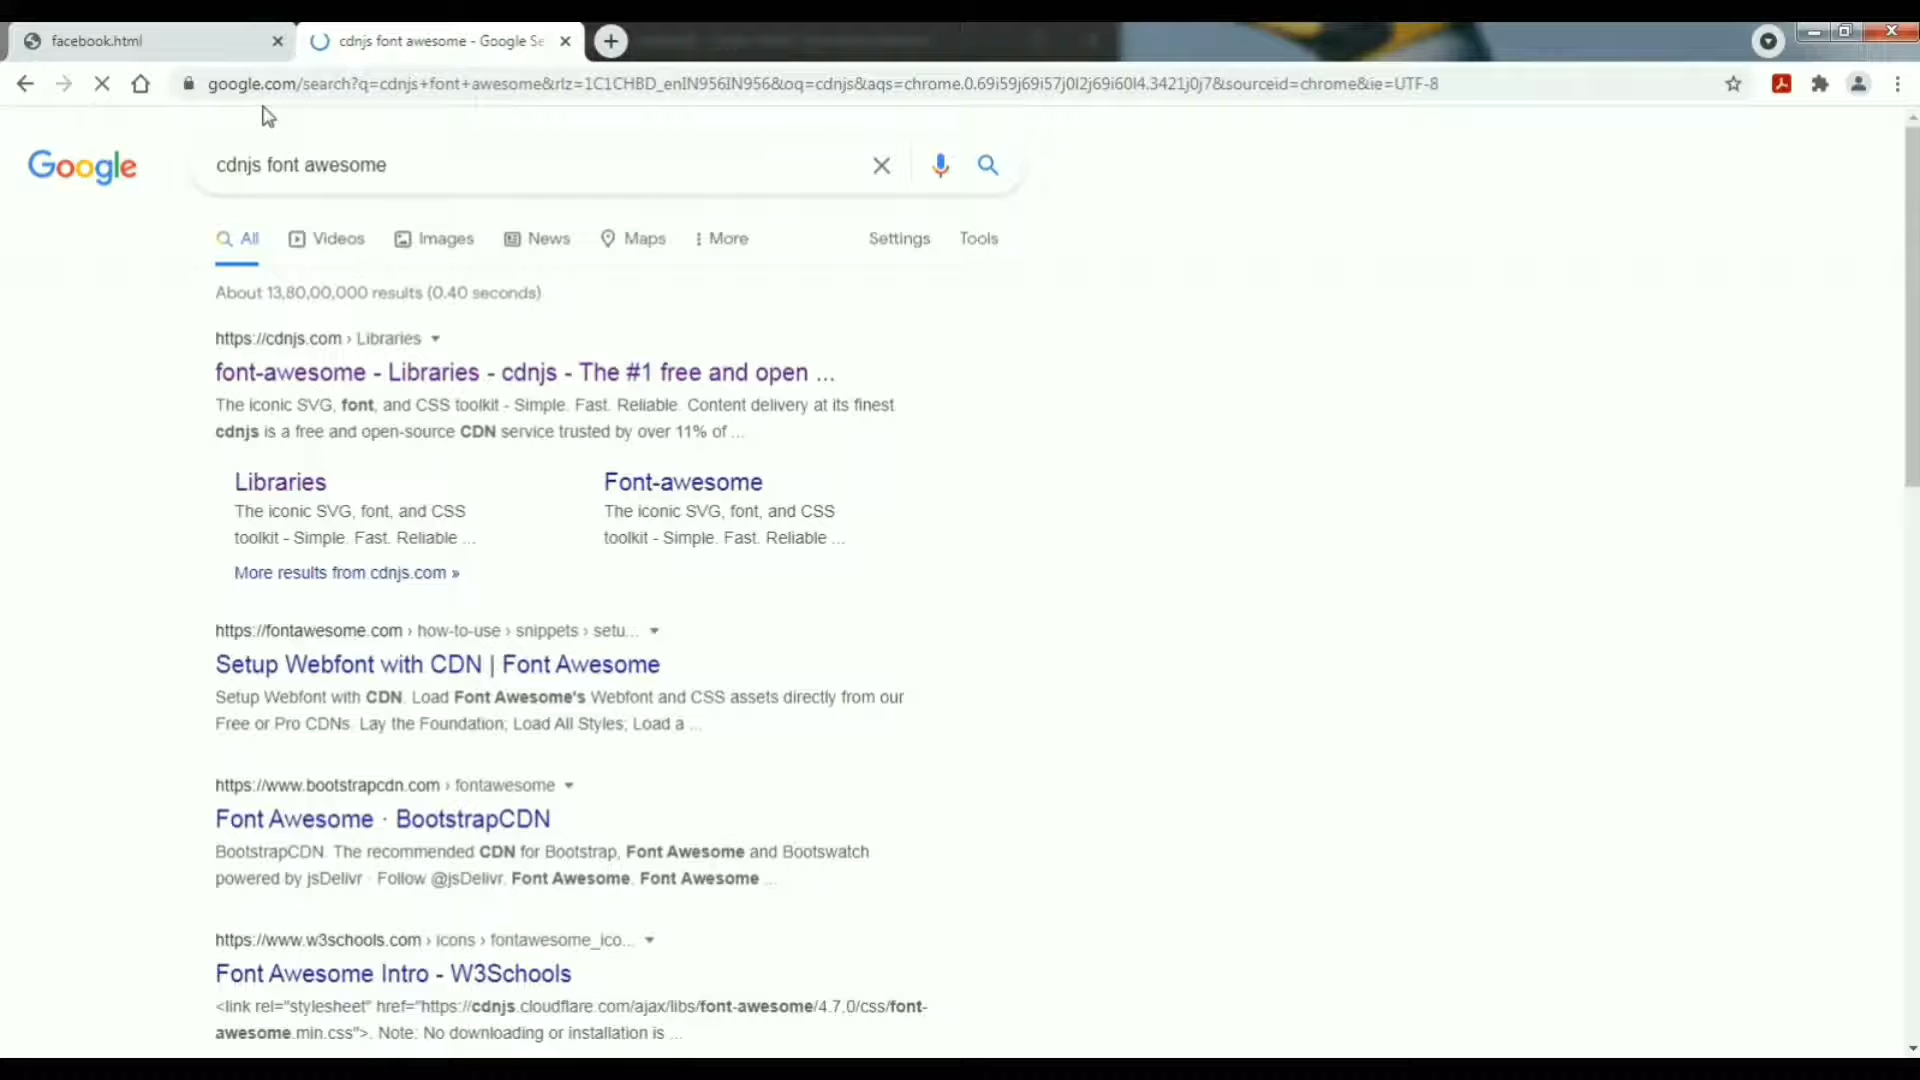 facebook.html
cdnjs font awesome - Google Se
google.com/search?q=cdnjs+font+awesome&rlz=1C1CHBD_enIN956IN956&oq=cdnjs&aqs=chrome.0.69i59j69i57j0l2j69i60l4.3421j0j7&sourceid=chrome&ie=UTF-8
Google
cdnjs font awesome
All Videos Images News Maps More Settings Tools
About 13,80,00,000 results (0.40 seconds)
https://cdnjs.com › Libraries
font-awesome - Libraries - cdnjs - The #1 free and open ...
The iconic SVG, font, and CSS toolkit - Simple. Fast. Reliable. Content delivery at its finest
cdnjs is a free and open-source CDN service trusted by over 11% of ...
Libraries
The iconic SVG, font, and CSS
toolkit - Simple. Fast. Reliable ...
Font-awesome
The iconic SVG, font, and CSS
toolkit - Simple. Fast. Reliable ...
More results from cdnjs.com »
https://fontawesome.com › how-to-use › snippets › setu...
Setup Webfont with CDN | Font Awesome
Setup Webfont with CDN. Load Font Awesome's Webfont and CSS assets directly from our
Free or Pro CDNs. Lay the Foundation; Load All Styles; Load a ...
https://www.bootstrapcdn.com › fontawesome
Font Awesome · BootstrapCDN
BootstrapCDN. The recommended CDN for Bootstrap, Font Awesome and Bootswatch
powered by jsDelivr · Follow @jsDelivr. Font Awesome. Font Awesome ...
https://www.w3schools.com › icons › fontawesome_ico...
Font Awesome Intro - W3Schools
<link rel="stylesheet" href="https://cdnjs.cloudflare.com/ajax/libs/font-awesome/4.7.0/css/font-
awesome.min.css">. Note: No downloading or installation is ...